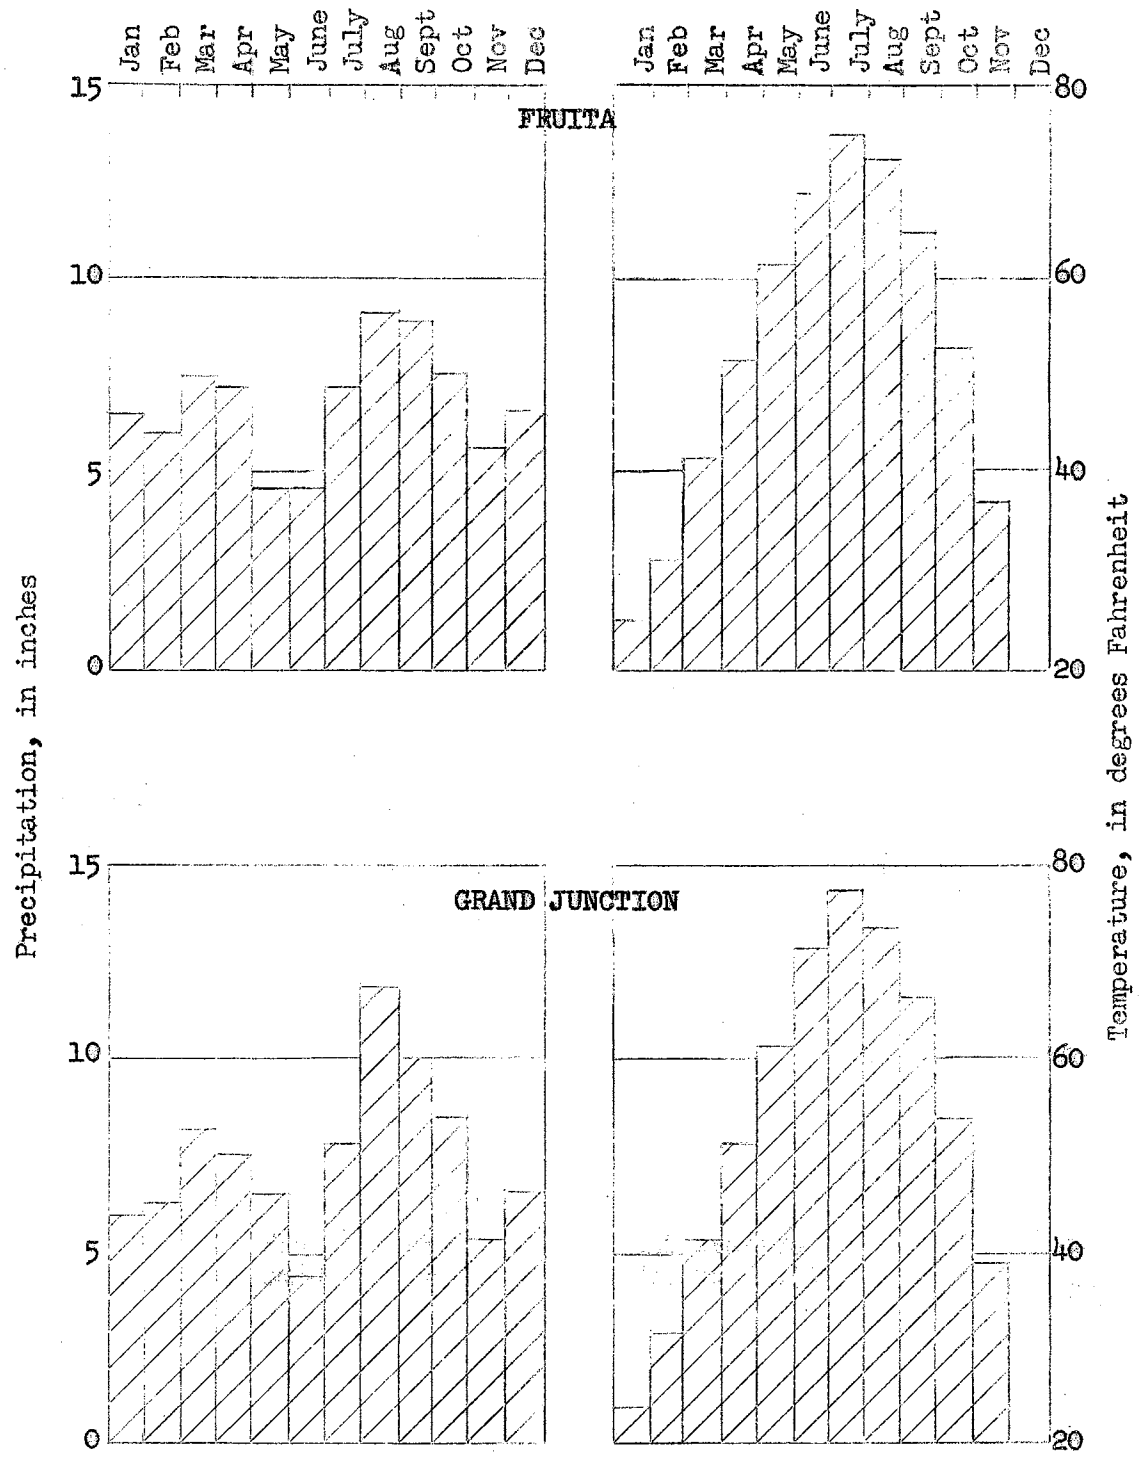 Jan Feb Mar Apr May June July Aug Sept Oct Nov Dec
Jan Feb Mar Apr May June July Aug Sept Oct Nov Dec
15
80
FRUITA
10
60
5
40
0
20
Precipitation, in inches
Temperature, in degrees Fahrenheit
15
80
GRAND JUNCTION
10
60
5
40
0
20